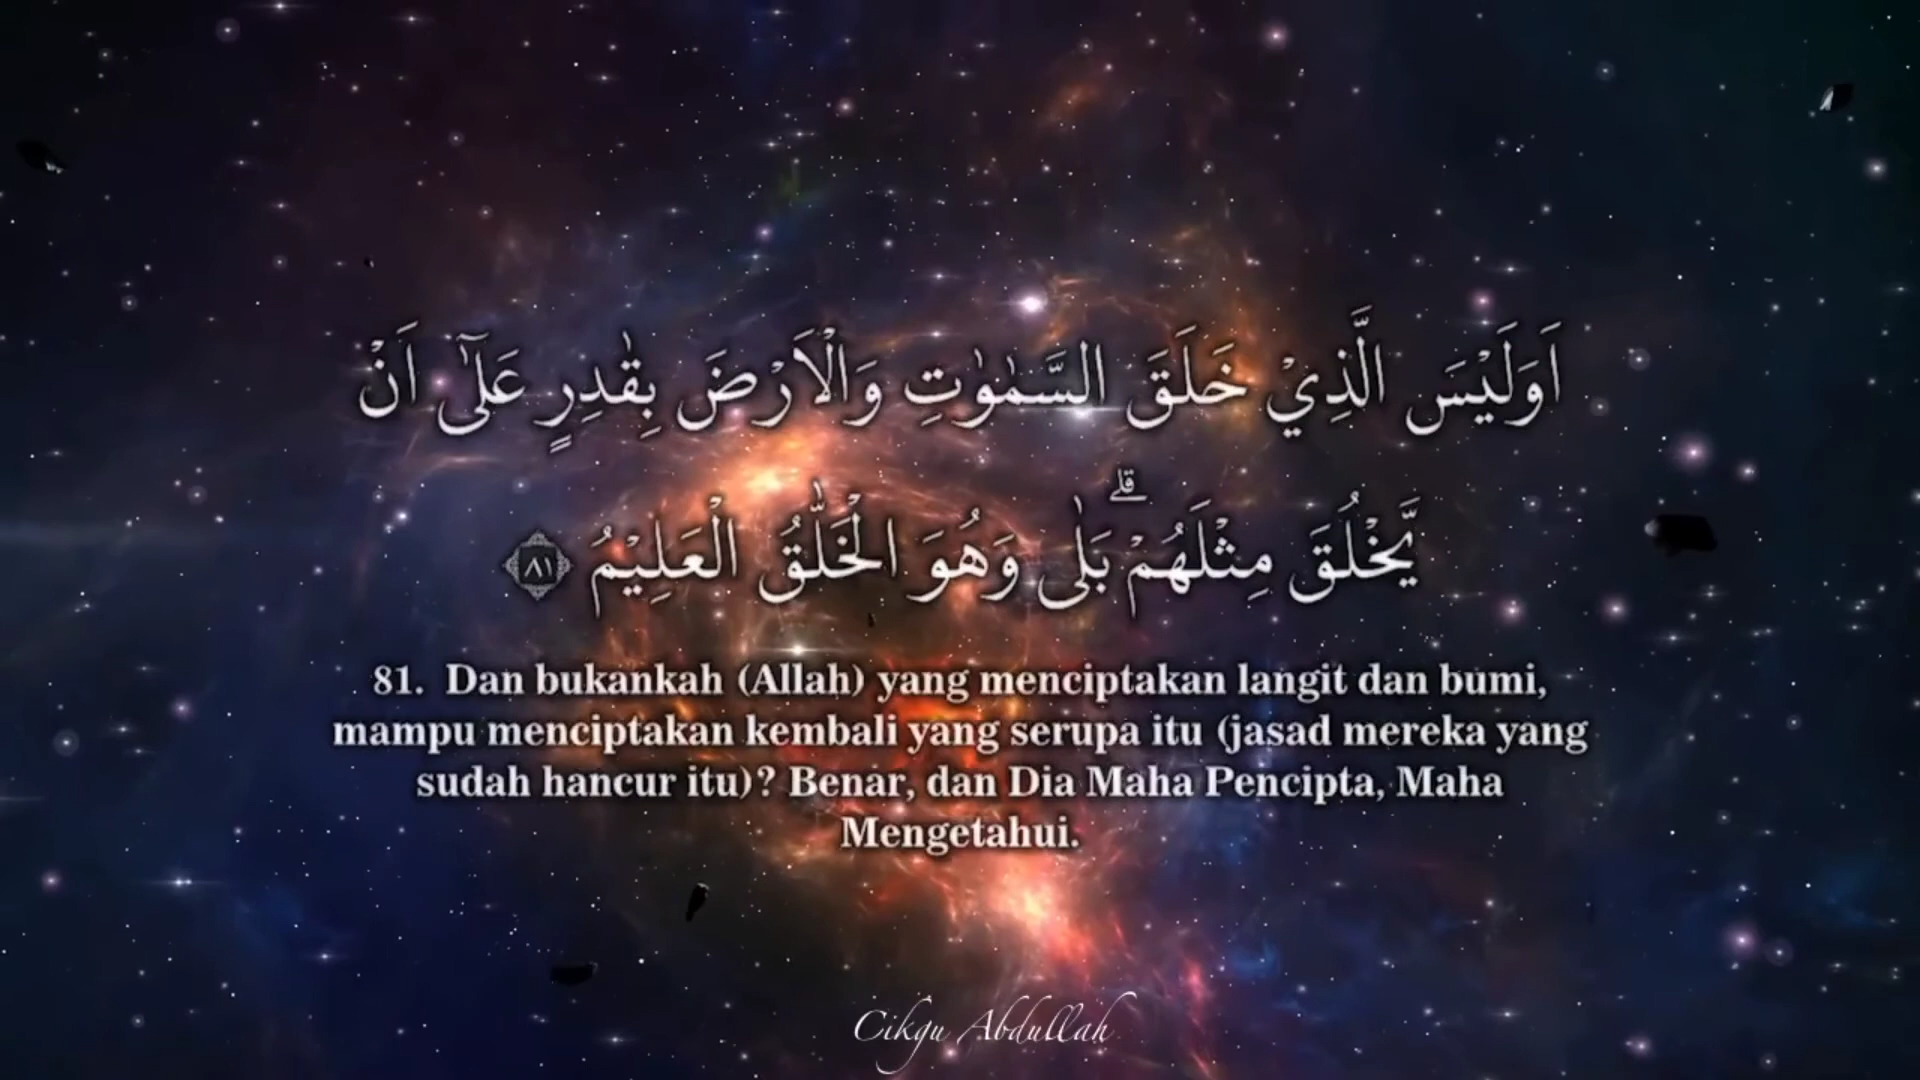 اَوَلَيْسَ الَّذِيْ خَلَقَ السَّمٰوٰتِ وَالْاَرْضَ بِقٰدِرٍ عَلٰٓى اَنْ
يَّخْلُقَ مِثْلَهُمْ ۗ بَلٰى وَهُوَ الْخَلّٰقُ الْعَلِيْمُ ٨١
81. Dan bukankah (Allah) yang menciptakan langit dan bumi,
mampu menciptakan kembali yang serupa itu (jasad mereka yang
sudah hancur itu)? Benar, dan Dia Maha Pencipta, Maha
Mengetahui.
Cikgu Abdullah